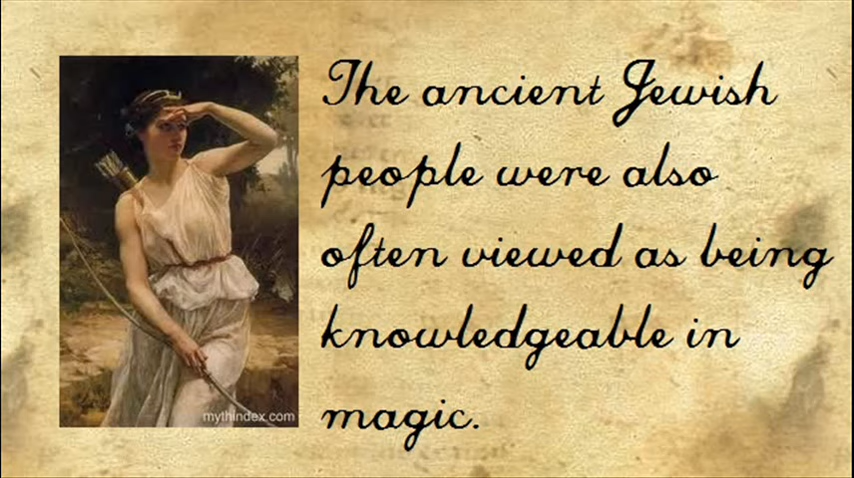 The ancient Jewish
people were also
often viewed as being
knowledgeable in
magic.
mythindex.com